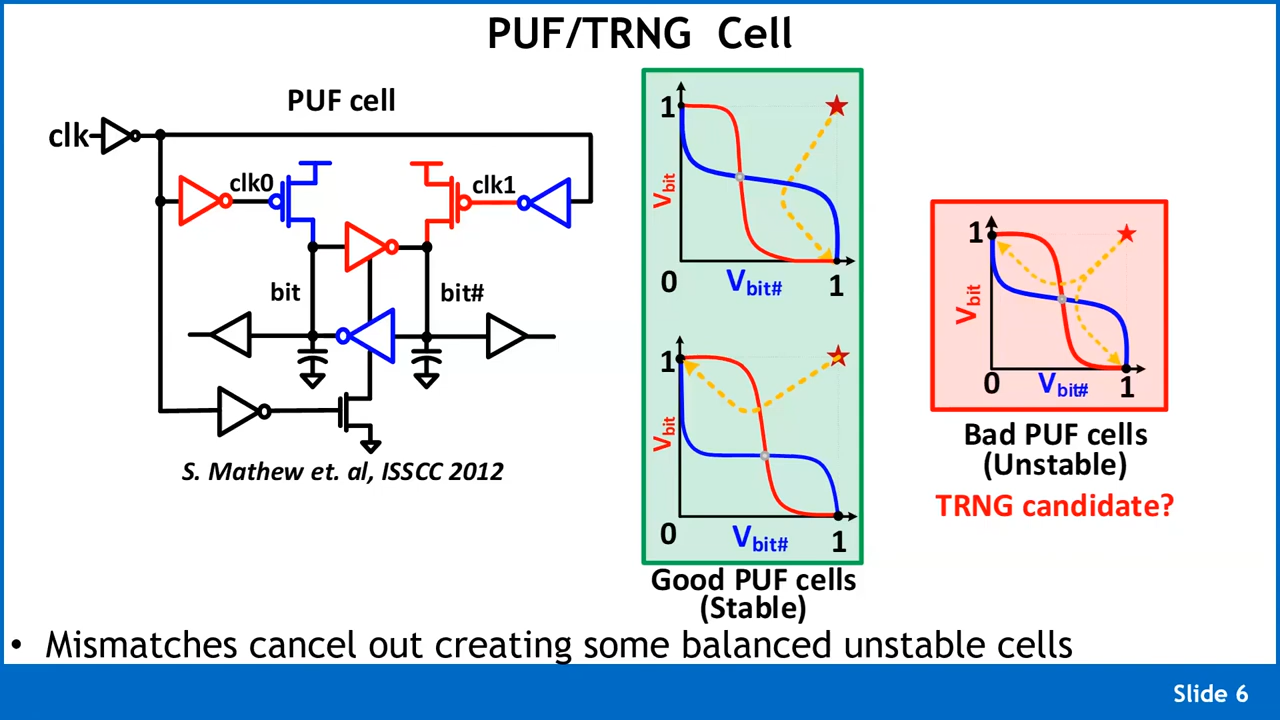 PUF/TRNG Cell
PUF cell
clk
clk0
clk1
bit
bit#
S. Mathew et. al, ISSCC 2012
1
Vbit
0
Vbit#
1
1
Vbit
0
Vbit#
1
Good PUF cells
(Stable)
1
Vbit
0
Vbit#
1
Bad PUF cells
(Unstable)
TRNG candidate?
• Mismatches cancel out creating some balanced unstable cells
Slide 6